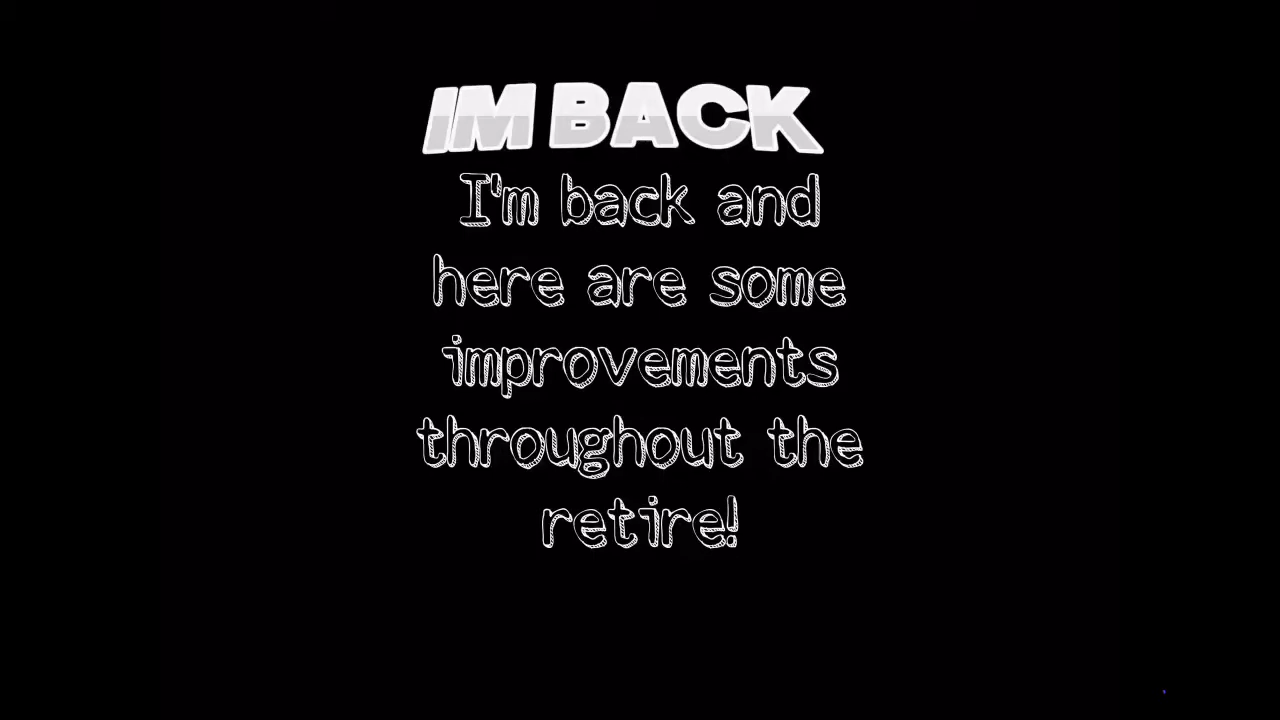 IM BACK
I'm back and
here are some
improvements
throughout the
retire!